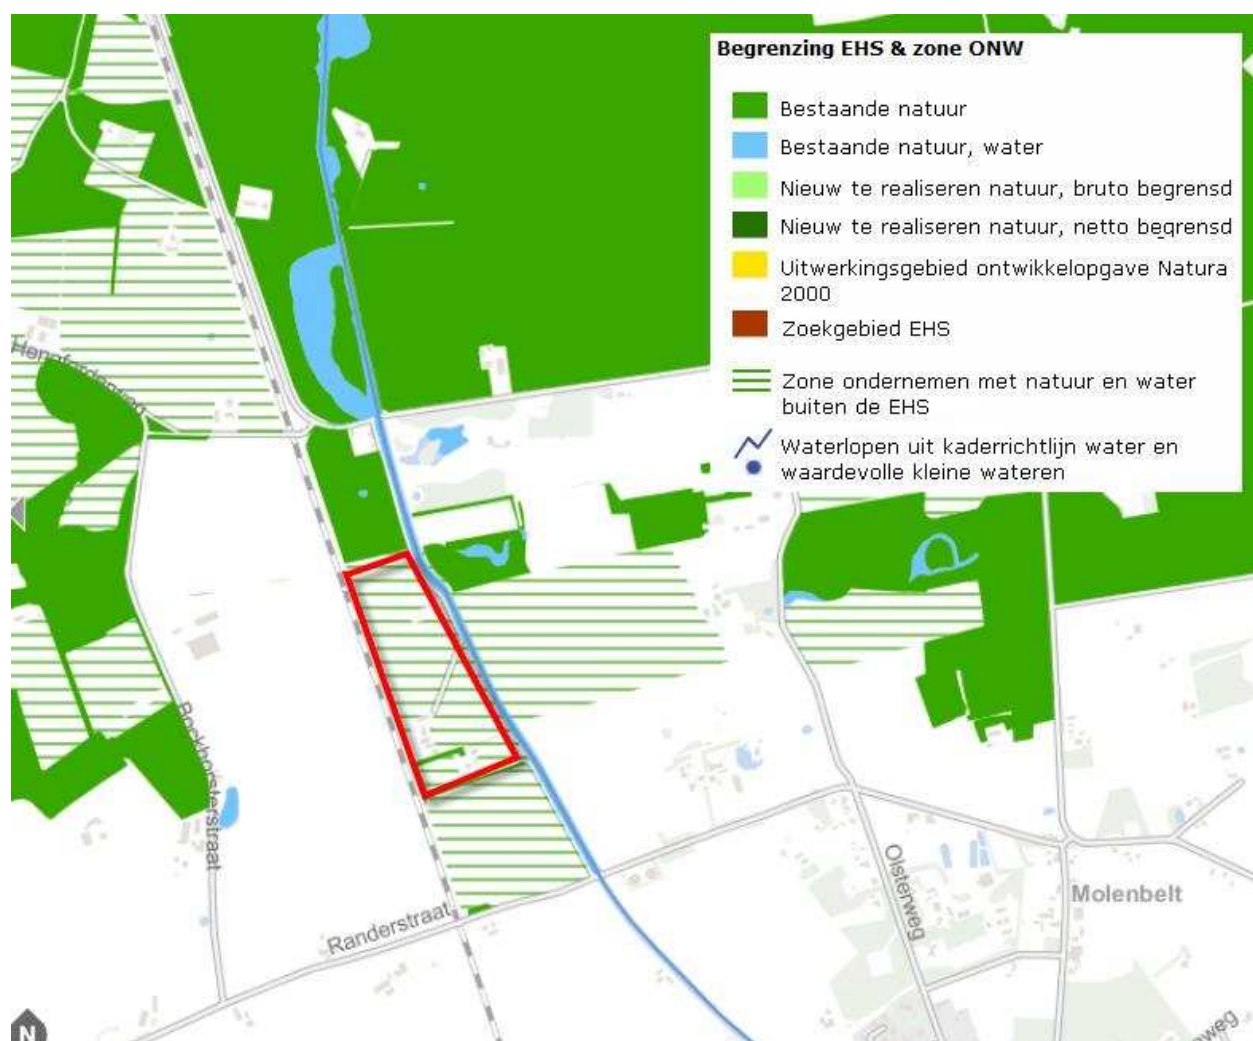 Begrenzing EHS & zone ONW
Bestaande natuur
Bestaande natuur, water
Nieuw te realiseren natuur, bruto begrensd
Nieuw te realiseren natuur, netto begrensd
Uitwerkingsgebied ontwikkelopgave Natura
2000
Zoekgebied EHS
Zone ondernemen met natuur en water
buiten de EHS
Waterlopen uit kaderrichtlijn water en
waardevolle kleine wateren
Hengforderweg
Bockhorsterstraat
Randerstraat
Olsterweg
Molenbelt
N